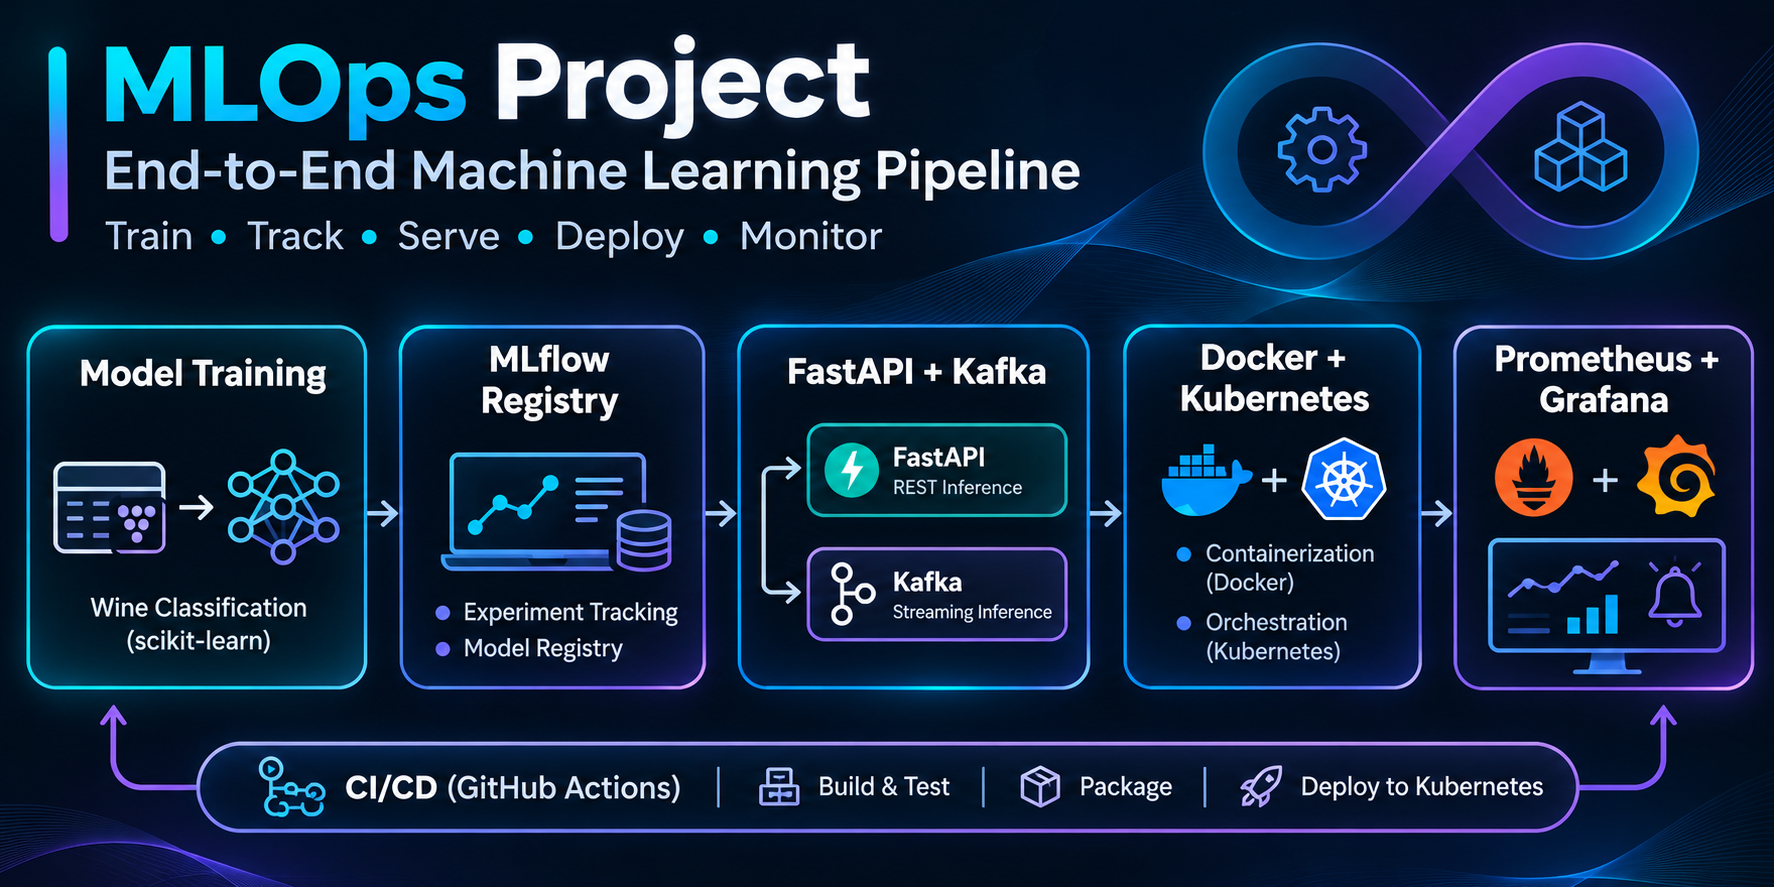 MLOps Project
End-to-End Machine Learning Pipeline
Train • Track • Serve • Deploy • Monitor
Model Training
Wine Classification
(scikit-learn)
MLflow
Registry
• Experiment Tracking
• Model Registry
FastAPI + Kafka
FastAPI
REST Inference
Kafka
Streaming Inference
Docker +
Kubernetes
+
• Containerization
(Docker)
• Orchestration
(Kubernetes)
Prometheus +
Grafana
+
CI/CD (GitHub Actions) | Build & Test | Package | Deploy to Kubernetes